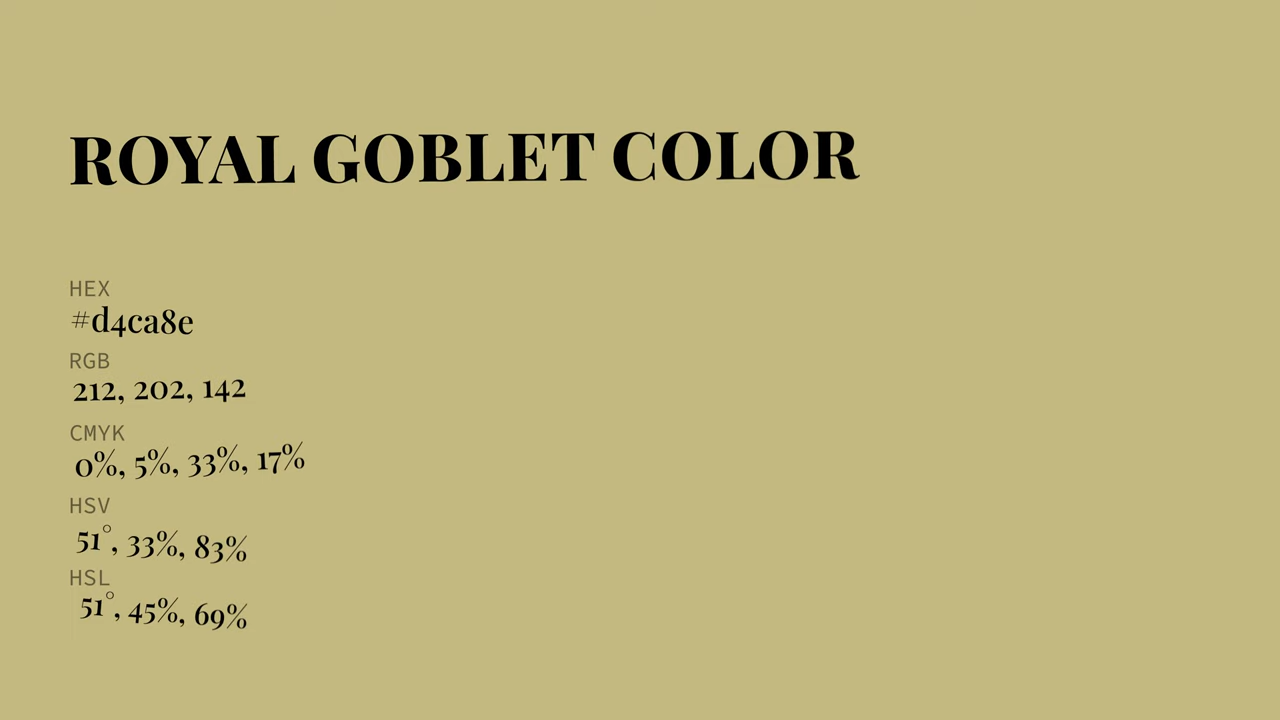 ROYAL GOBLET COLOR
HEX
#d4ca8e
RGB
212, 202, 142
CMYK
0%, 5%, 33%, 17%
HSV
51°, 33%, 83%
HSL
51°, 45%, 69%